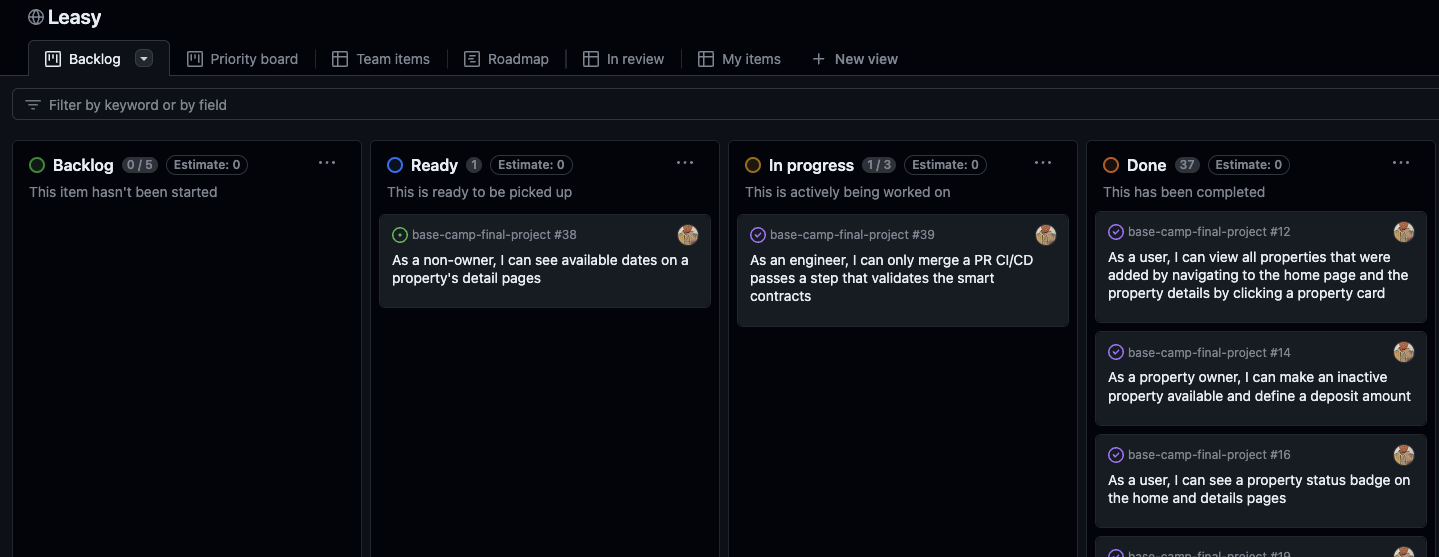 Leasy
Backlog
Priority board
Team items
Roadmap
In review
My items
New view
Filter by keyword or by field
Backlog 0 / 5 Estimate: 0
This item hasn't been started
Ready 1 Estimate: 0
This is ready to be picked up
base-camp-final-project #38
As a non-owner, I can see available dates on a
property's detail pages
In progress 1 / 3 Estimate: 0
This is actively being worked on
base-camp-final-project #39
As an engineer, I can only merge a PR CI/CD
passes a step that validates the smart
contracts
Done 37 Estimate: 0
This has been completed
base-camp-final-project #12
As a user, I can view all properties that were
added by navigating to the home page and the
property details by clicking a property card
base-camp-final-project #14
As a property owner, I can make an inactive
property available and define a deposit amount
base-camp-final-project #16
As a user, I can see a property status badge on
the home and details pages
base-camp-final-project #19